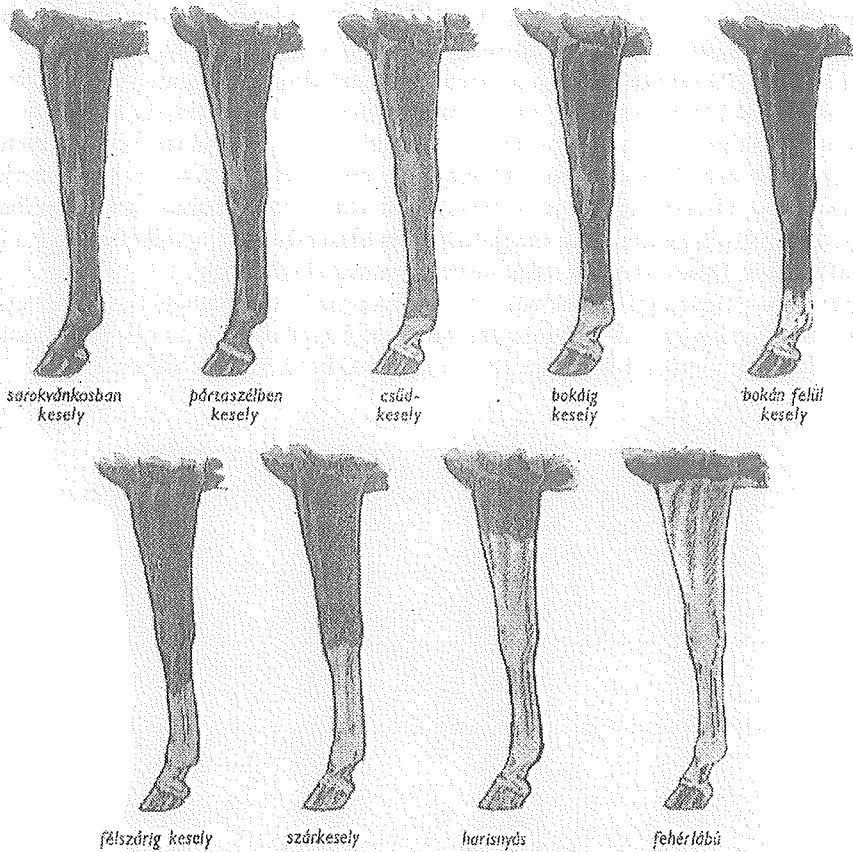 sarokvánkosban
kesely
pártaszélben
kesely
csüd-
kesely
bokáig
kesely
bokán felül
kesely
félszárig kesely
szárkesely
harisnyás
fehérlábú